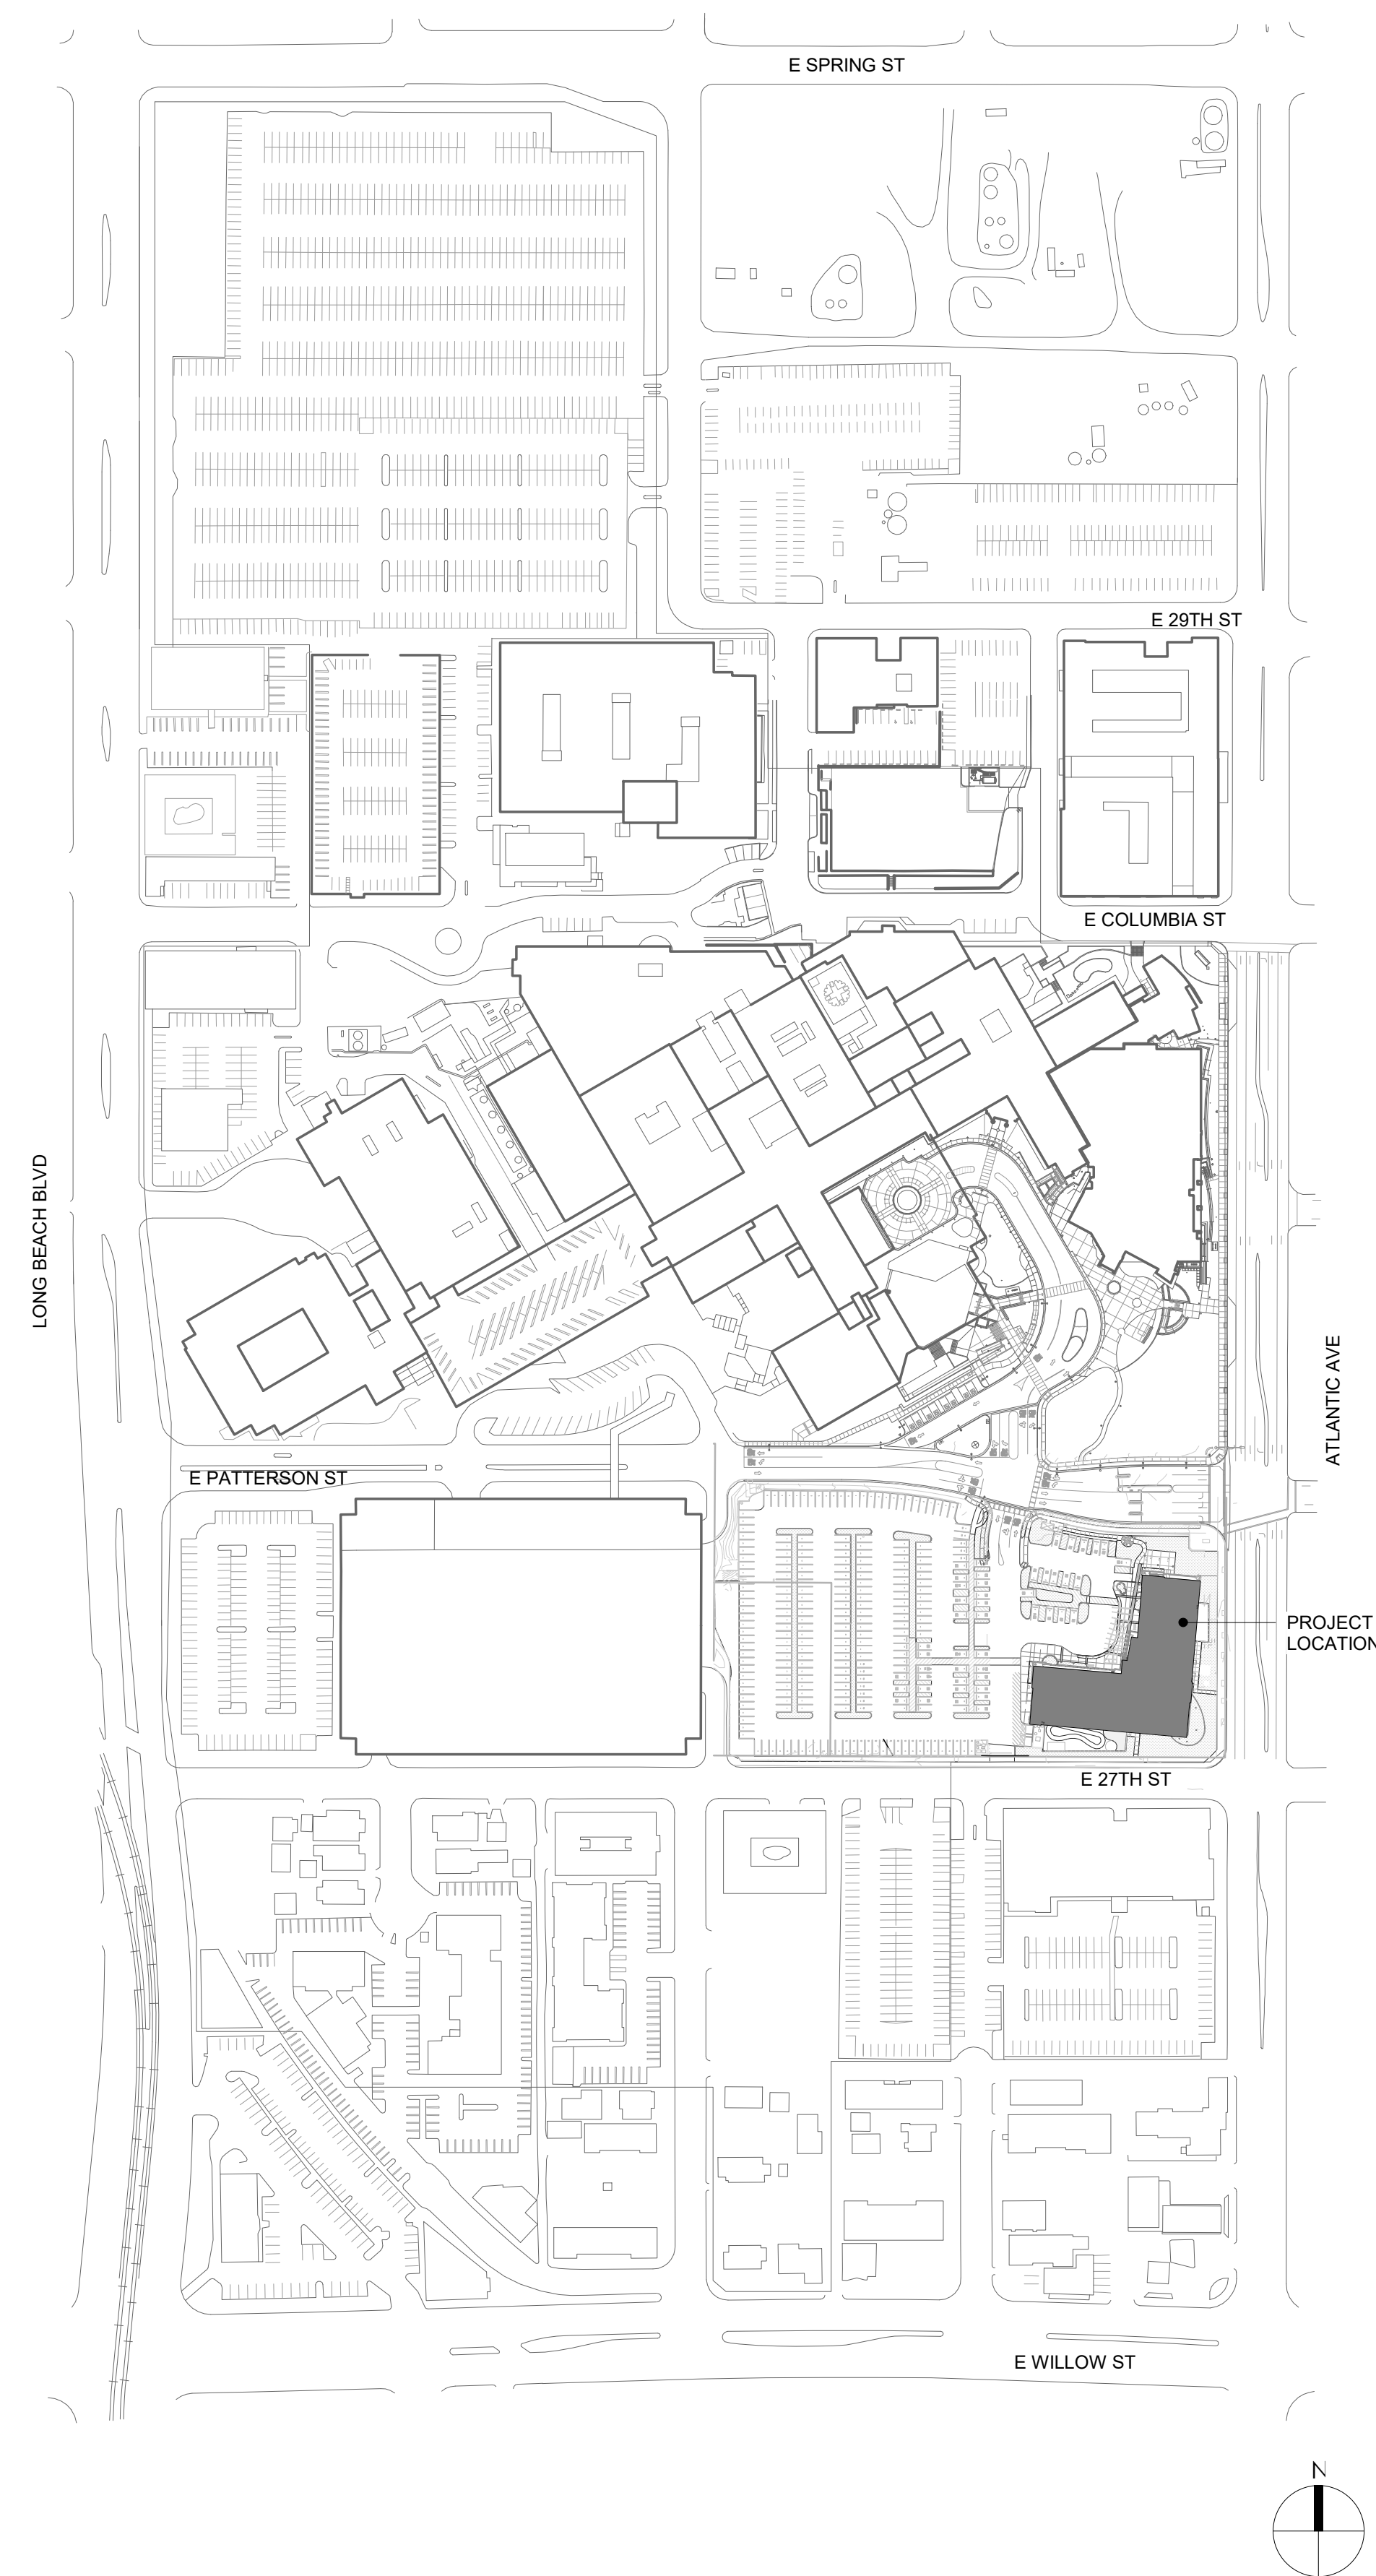 E SPRING ST
E 29TH ST
E COLUMBIA ST
LONG BEACH BLVD
ATLANTIC AVE
E PATTERSON ST
PROJECT
LOCATION
E 27TH ST
E WILLOW ST
N